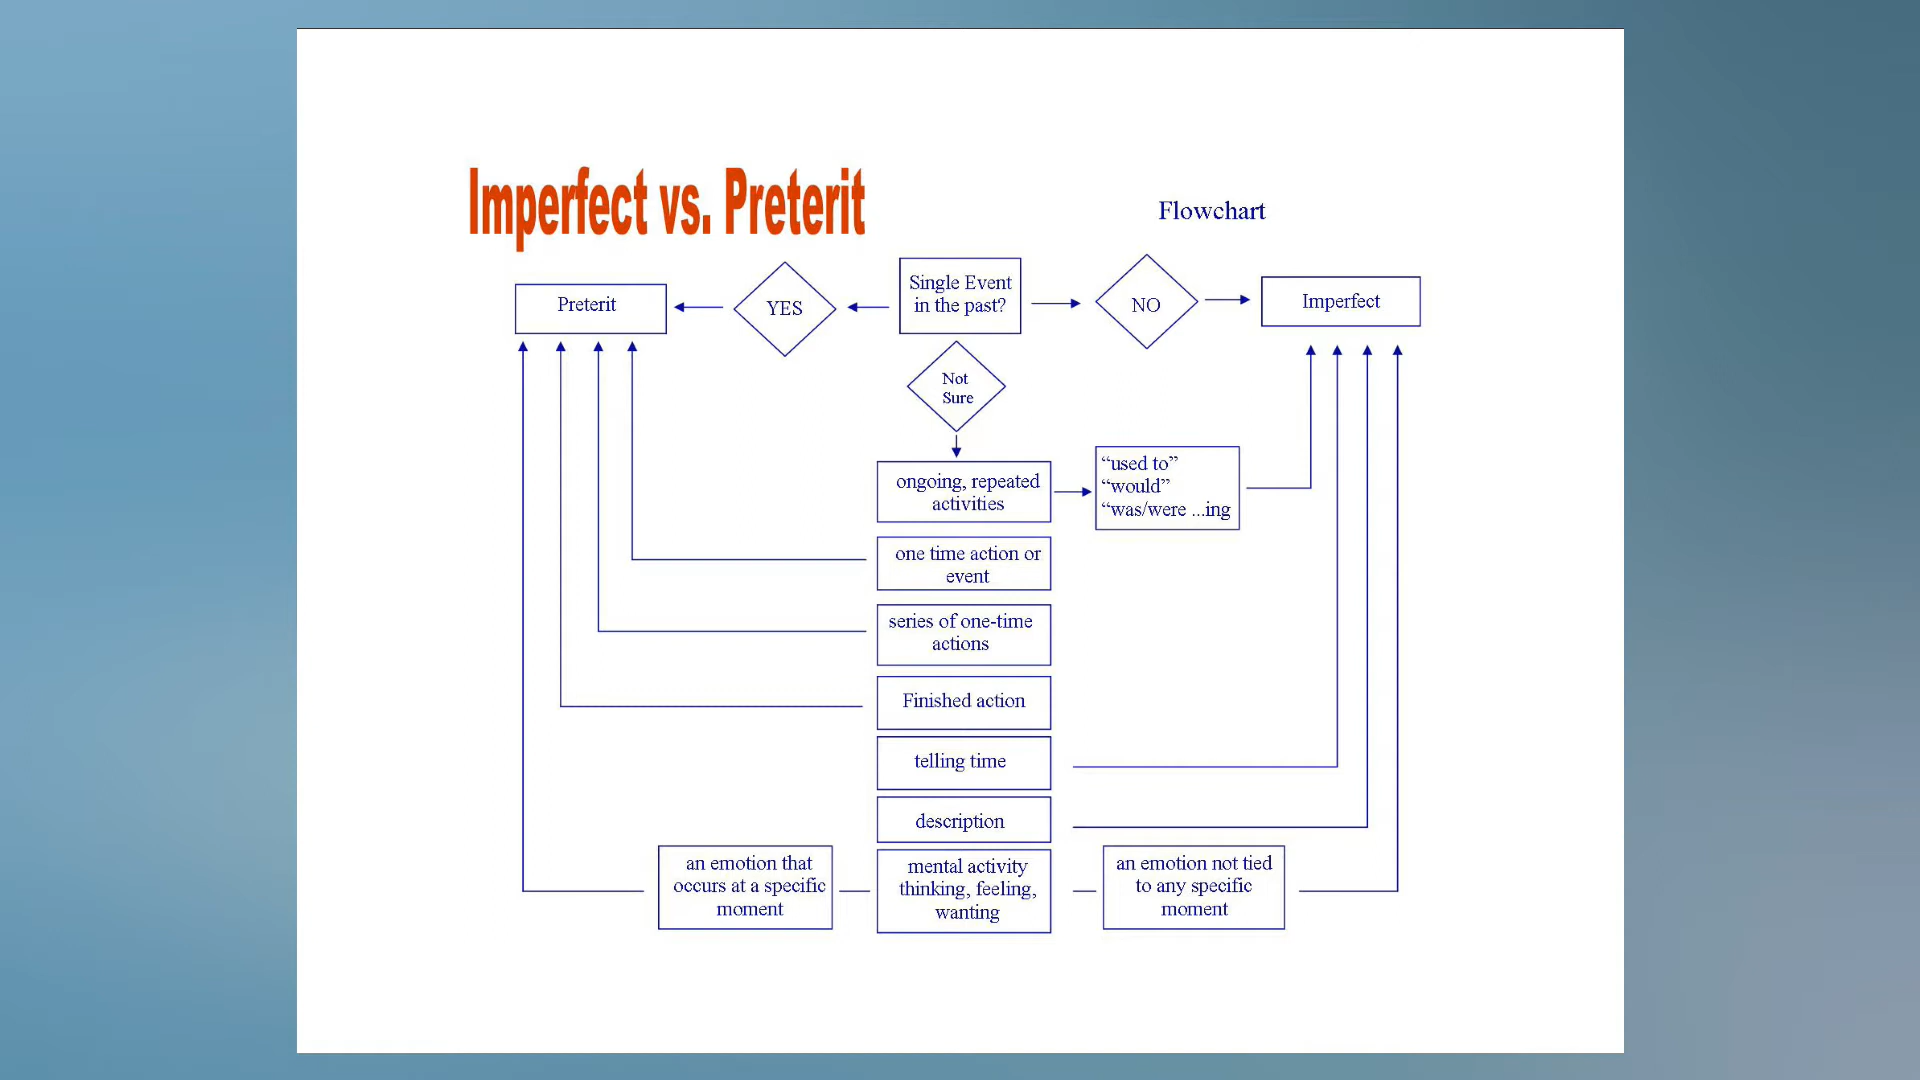 Imperfect vs. Preterit
Flowchart
Preterit
YES
Single Event
in the past?
NO
Imperfect
Not
Sure
ongoing, repeated
activities
“used to”
“would”
“was/were ...ing
one time action or
event
series of one-time
actions
Finished action
telling time
description
an emotion that
occurs at a specific
moment
mental activity
thinking, feeling,
wanting
an emotion not tied
to any specific
moment